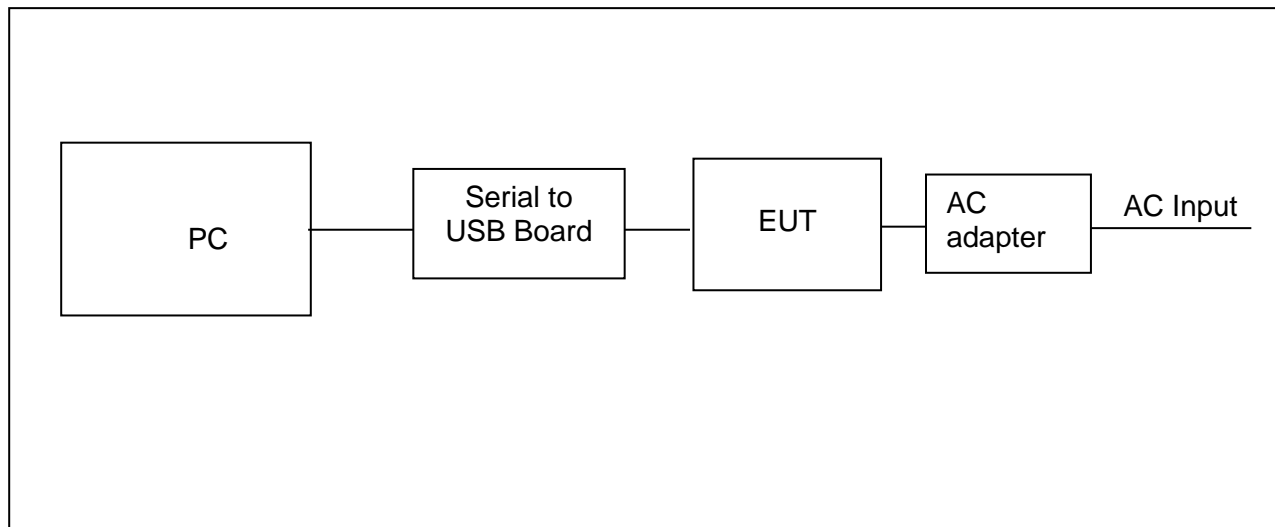 PC
Serial to
USB Board
EUT
AC
adapter
AC Input